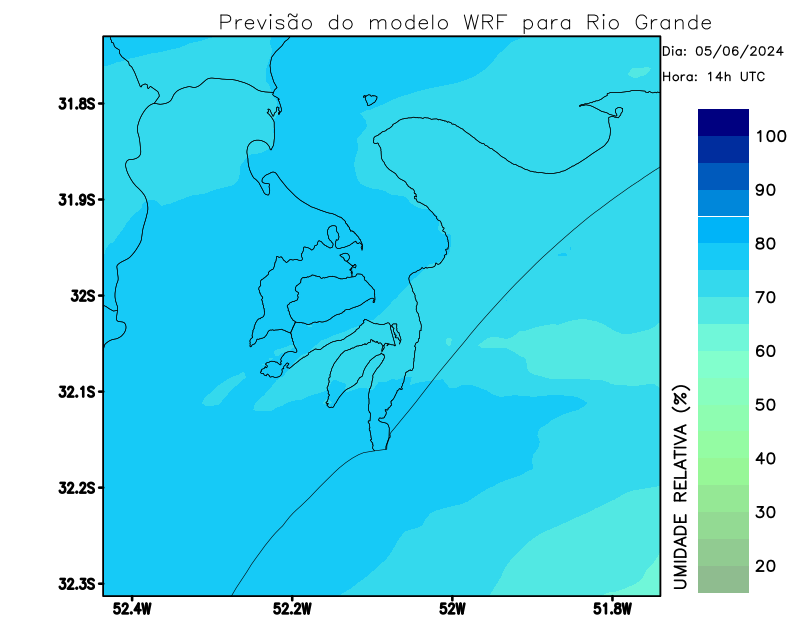 Previsão do modelo WRF para Rio Grande
Dia: 05/06/2024
Hora: 14h UTC
31.8S
31.9S
32S
32.1S
32.2S
32.3S
52.4W
52.2W
52W
51.8W
100
90
80
70
60
50
40
30
20
UMIDADE RELATIVA (%)